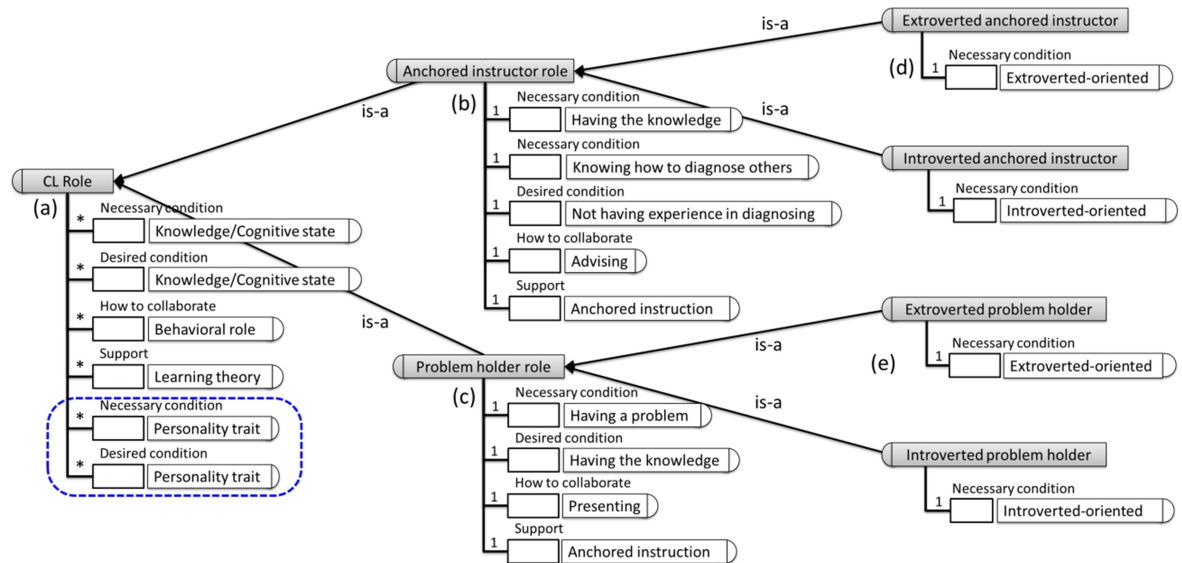 CL Role
(a)
* Necessary condition
Knowledge/Cognitive state
* Desired condition
Knowledge/Cognitive state
* How to collaborate
Behavioral role
* Support
Learning theory
* Necessary condition
Personality trait
* Desired condition
Personality trait
is-a
is-a
Anchored instructor role
(b)
1 Necessary condition
Having the knowledge
1 Necessary condition
Knowing how to diagnose others
1 Desired condition
Not having experience in diagnosing
1 How to collaborate
Advising
1 Support
Anchored instruction
Problem holder role
(c)
1 Necessary condition
Having a problem
1 Desired condition
Having the knowledge
1 How to collaborate
Presenting
1 Support
Anchored instruction
is-a
is-a
Extroverted anchored instructor
(d)
Necessary condition
1 Extroverted-oriented
Introverted anchored instructor
Necessary condition
1 Introverted-oriented
is-a
is-a
Extroverted problem holder
(e)
Necessary condition
1 Extroverted-oriented
Introverted problem holder
Necessary condition
1 Introverted-oriented